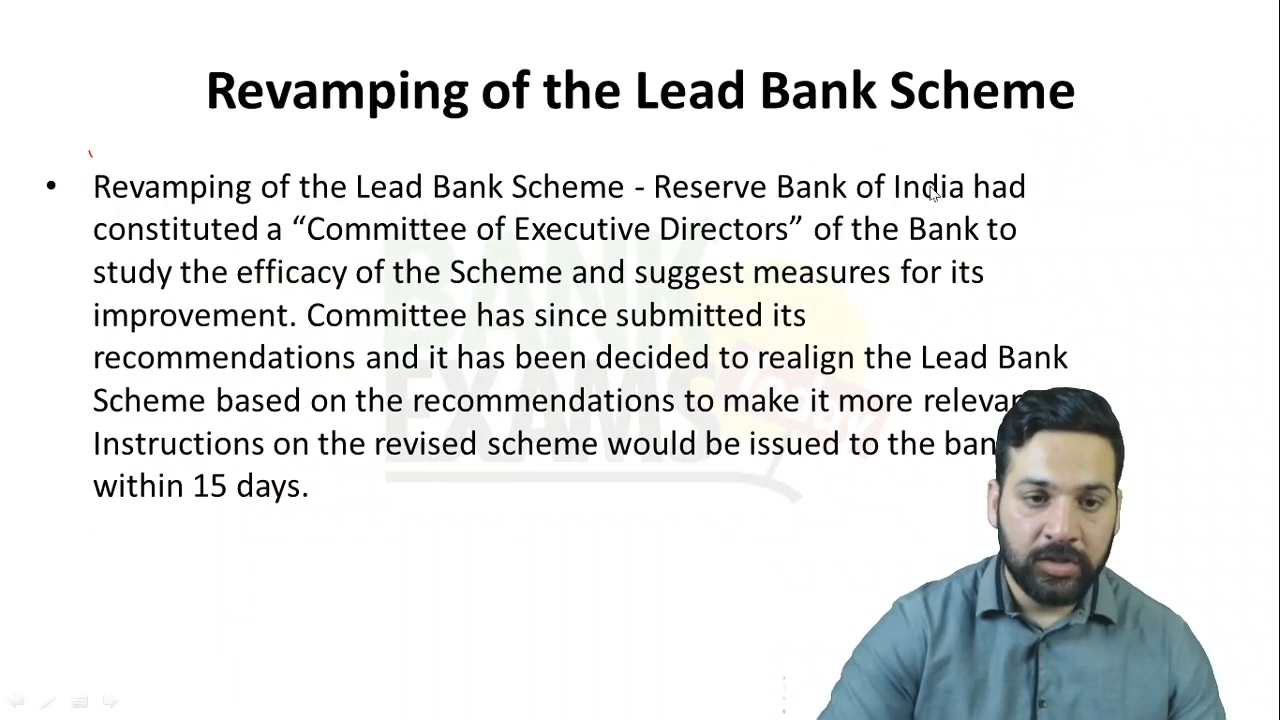 Revamping of the Lead Bank Scheme
• Revamping of the Lead Bank Scheme - Reserve Bank of India had
constituted a “Committee of Executive Directors” of the Bank to
study the efficacy of the Scheme and suggest measures for its
improvement. Committee has since submitted its
recommendations and it has been decided to realign the Lead Bank
Scheme based on the recommendations to make it more
Instructions on the revised scheme would be issued to the
within 15 days.
BANK
EXAMS